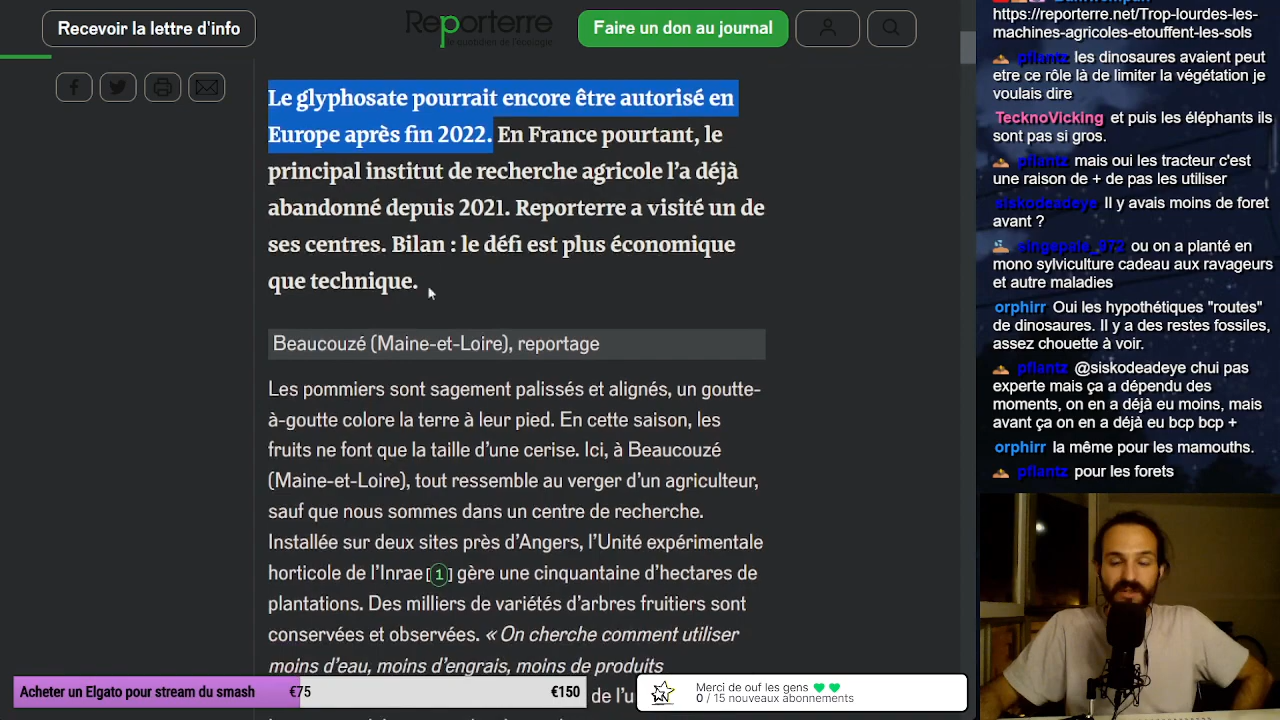 Recevoir la lettre d'info
Reporterre
le quotidien de l'écologie
Faire un don au journal
Le glyphosate pourrait encore être autorisé en
Europe après fin 2022. En France pourtant, le
principal institut de recherche agricole l’a déjà
abandonné depuis 2021. Reporterre a visité un de
ses centres. Bilan : le défi est plus économique
que technique.
Beaucouzé (Maine-et-Loire), reportage
Les pommiers sont sagement palissés et alignés, un goutte-
à-goutte colore la terre à leur pied. En cette saison, les
fruits ne font que la taille d’une cerise. Ici, à Beaucouzé
(Maine-et-Loire), tout ressemble au verger d’un agriculteur,
sauf que nous sommes dans un centre de recherche.
Installée sur deux sites près d’Angers, l’Unité expérimentale
horticole de l’Inrae [1] gère une cinquantaine d’hectares de
plantations. Des milliers de variétés d’arbres fruitiers sont
conservées et observées. « On cherche comment utiliser
moins d’eau, moins d’engrais, moins de produits
de l’u
Acheter un Elgato pour stream du smash €75 €150
Merci de ouf les gens 💚💚
0 / 15 nouveaux abonnements
https://reporterre.net/Trop-lourdes-les-
machines-agricoles-etouffent-les-sols
pflantz les dinosaures avaient peut
etre ce rôle là de limiter la végétation je
voulais dire
TecknoVicking et puis les éléphants ils
sont pas si gros.
pflantz mais oui les tracteur c'est
une raison de + de pas les utiliser
siskodeadeye Il y avais moins de foret
avant ?
singapale_972 ou on a planté en
mono sylviculture cadeau aux ravageurs
et autre maladies
orphirr Oui les hypothétiques "routes"
de dinosaures. Il y a des restes fossiles,
assez chouette à voir.
pflantz @siskodeadeye chui pas
experte mais ça a dépendu des
moments, on en a déjà eu moins, mais
avant ça on en a déjà eu bcp bcp +
orphirr la même pour les mamouths.
pflantz pour les forets